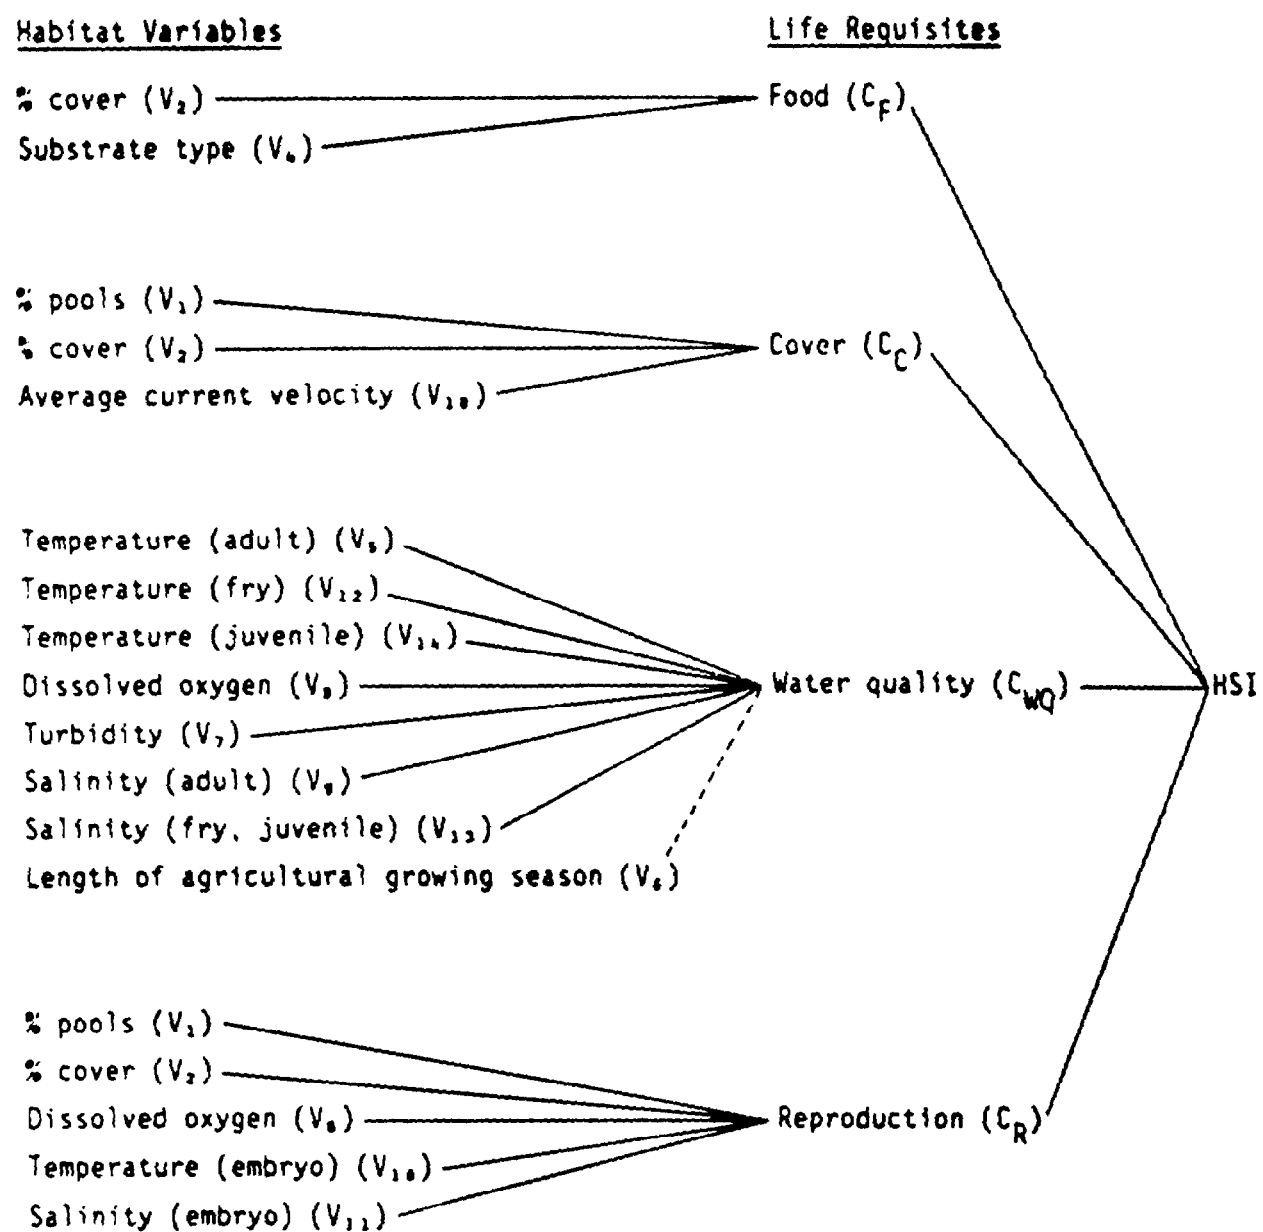 Habitat Variables
Life Requisites
% cover (V₂)
Food (C_F)
Substrate type (V₄)
% pools (V₁)
% cover (V₂)
Cover (C_C)
Average current velocity (V₁₈)
Temperature (adult) (V₅)
Temperature (fry) (V₁₂)
Temperature (juvenile) (V₁₄)
Dissolved oxygen (V₈)
Water quality (C_WQ)
HSI
Turbidity (V₇)
Salinity (adult) (V₉)
Salinity (fry, juvenile) (V₁₃)
Length of agricultural growing season (V₆)
% pools (V₁)
% cover (V₂)
Dissolved oxygen (V₈)
Reproduction (C_R)
Temperature (embryo) (V₁₀)
Salinity (embryo) (V₁₁)